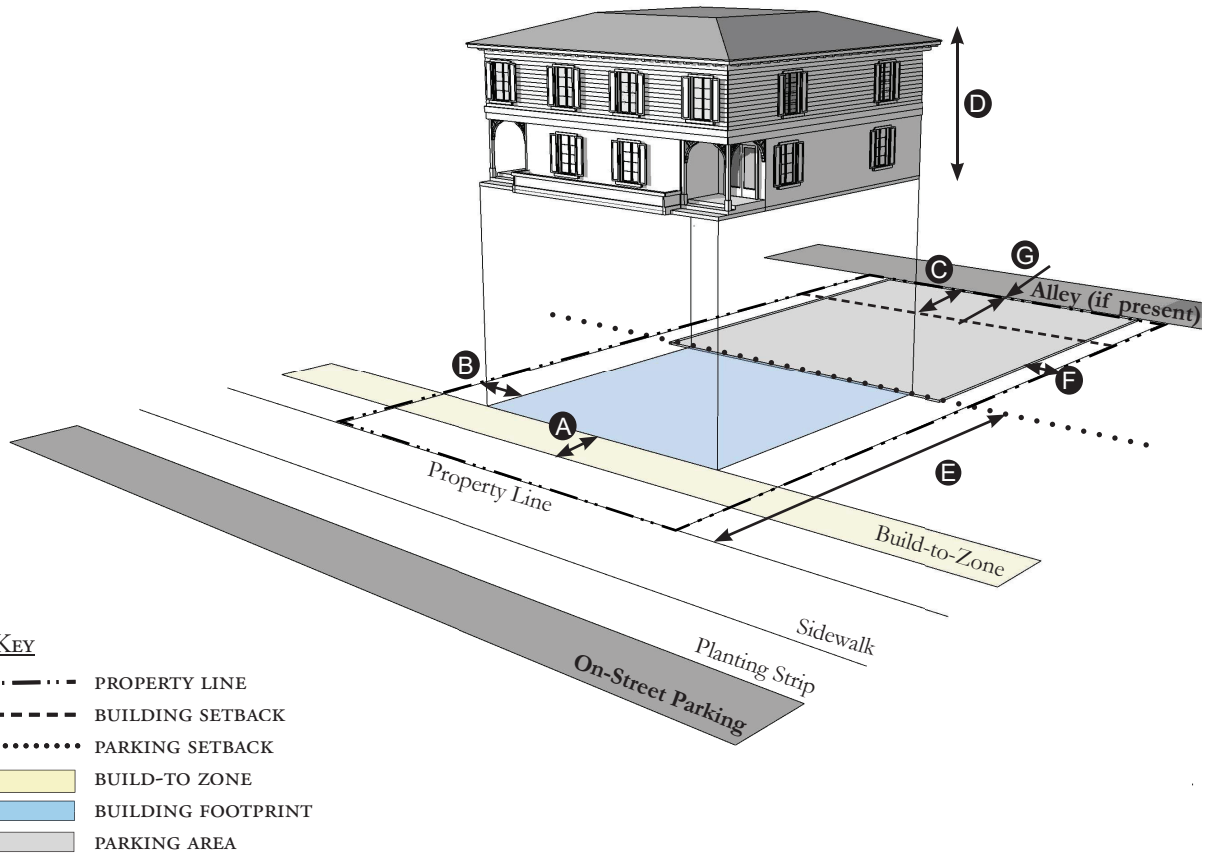 D
G
C
Alley (if present)
B
F
A
E
Property Line
Build-to-Zone
Sidewalk
Planting Strip
On-Street Parking
KEY
PROPERTY LINE
BUILDING SETBACK
PARKING SETBACK
BUILD-TO ZONE
BUILDING FOOTPRINT
PARKING AREA